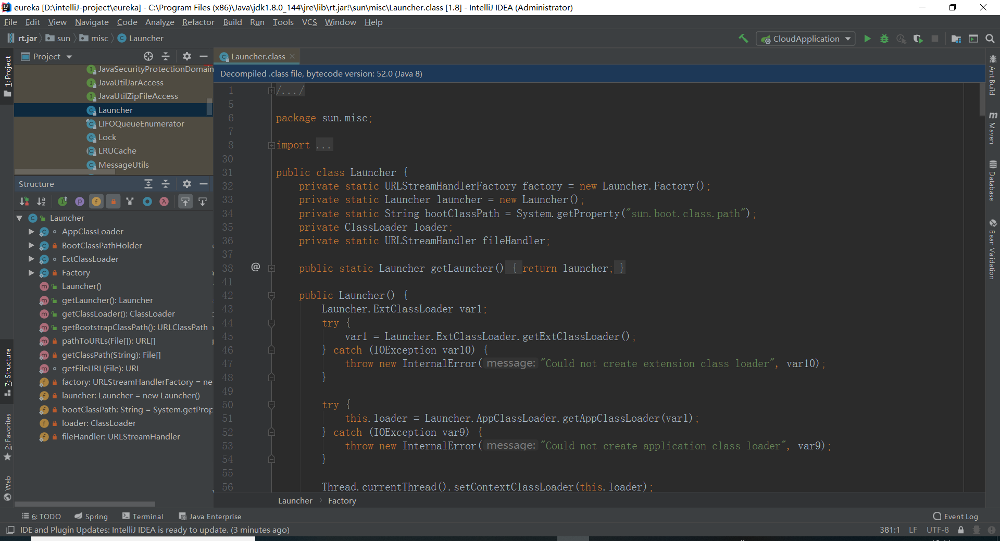 eureka [D:\intelliJ-project\eureka] - C:\Program Files (x86)\Java\jdk1.8.0_144\jre\lib\rt.jar!\sun\misc\Launcher.class [1.8] - IntelliJ IDEA (Administrator)
File Edit View Navigate Code Analyze Refactor Build Run Tools VCS Window Help
rt.jar sun misc Launcher
CloudApplication
1: Project
Z: Structure
2: Favorites
Web
Project
JavaSecurityProtectionDomain
JavaUtilJarAccess
JavaUtilZipFileAccess
Launcher
LIFOQueueEnumerator
Lock
LRUCache
MessageUtils
Structure
Launcher
AppClassLoader
BootClassPathHolder
ExtClassLoader
Factory
Launcher()
getLauncher(): Launcher
getClassLoader(): ClassLoader
getBootstrapClassPath(): URLClassPath
pathToURLs(File[]): URL[]
getClassPath(String): File[]
getFileURL(File): URL
factory: URLStreamHandlerFactory = ne
launcher: Launcher = new Launcher()
bootClassPath: String = System.getProp
loader: ClassLoader
fileHandler: URLStreamHandler
Launcher.class
Decompiled .class file, bytecode version: 52.0 (Java 8)
1 /.../
5
6 package sun.misc;
7
8 import ...
30
31 public class Launcher {
32 private static URLStreamHandlerFactory factory = new Launcher.Factory();
33 private static Launcher launcher = new Launcher();
34 private static String bootClassPath = System.getProperty("sun.boot.class.path");
35 private ClassLoader loader;
36 private static URLStreamHandler fileHandler;
37
38 @ public static Launcher getLauncher() { return launcher; }
41
42 public Launcher() {
43 Launcher.ExtClassLoader var1;
44 try {
45 var1 = Launcher.ExtClassLoader.getExtClassLoader();
46 } catch (IOException var10) {
47 throw new InternalError( message: "Could not create extension class loader", var10);
48 }
49
50 try {
51 this.loader = Launcher.AppClassLoader.getAppClassLoader(var1);
52 } catch (IOException var9) {
53 throw new InternalError( message: "Could not create application class loader", var9);
54 }
55
56 Thread.currentThread().setContextClassLoader(this.loader);
Launcher Factory
Ant Build
Maven
Database
Bean Validation
6: TODO Spring Terminal Java Enterprise Event Log
IDE and Plugin Updates: IntelliJ IDEA is ready to update. (3 minutes ago) 381:1 LF UTF-8